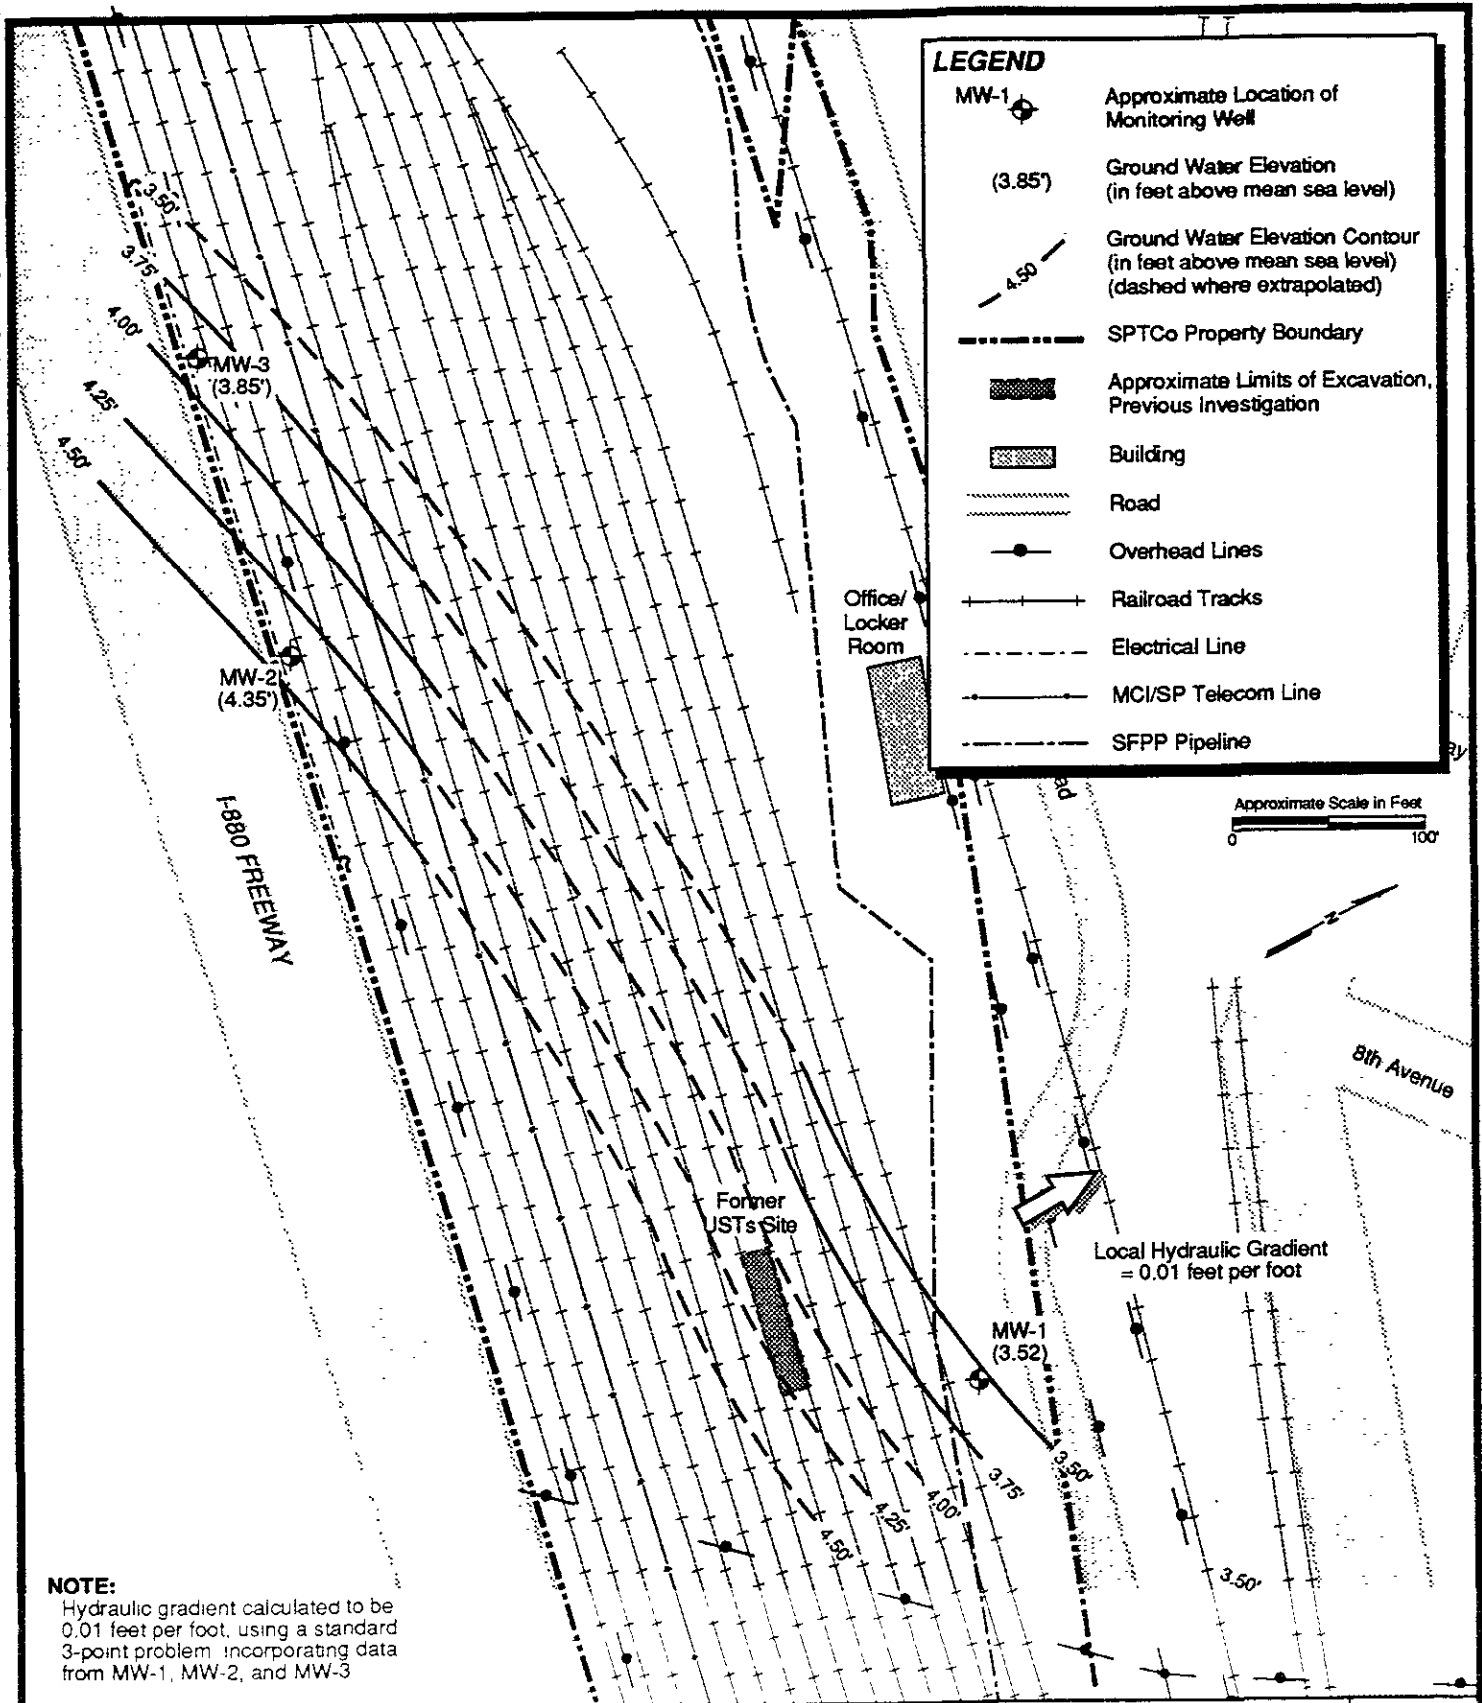 LEGEND
MW-1
Approximate Location of
Monitoring Well
(3.85')
Ground Water Elevation
(in feet above mean sea level)
4.50
Ground Water Elevation Contour
(in feet above mean sea level)
(dashed where extrapolated)
SPTCo Property Boundary
Approximate Limits of Excavation,
Previous Investigation
Building
Road
Overhead Lines
Railroad Tracks
Electrical Line
MCI/SP Telecom Line
SFPP Pipeline
Approximate Scale in Feet
0 100'
N
3.50'
3.75'
4.00'
4.25'
4.50'
MW-3
(3.85')
MW-2
(4.35')
Office/
Locker
Room
I-880 FREEWAY
8th Avenue
Former
USTs Site
Local Hydraulic Gradient
= 0.01 feet per foot
MW-1
(3.52)
3.50'
3.75'
4.00'
4.25'
4.50'
3.50'
NOTE:
Hydraulic gradient calculated to be
0.01 feet per foot, using a standard
3-point problem incorporating data
from MW-1, MW-2, and MW-3